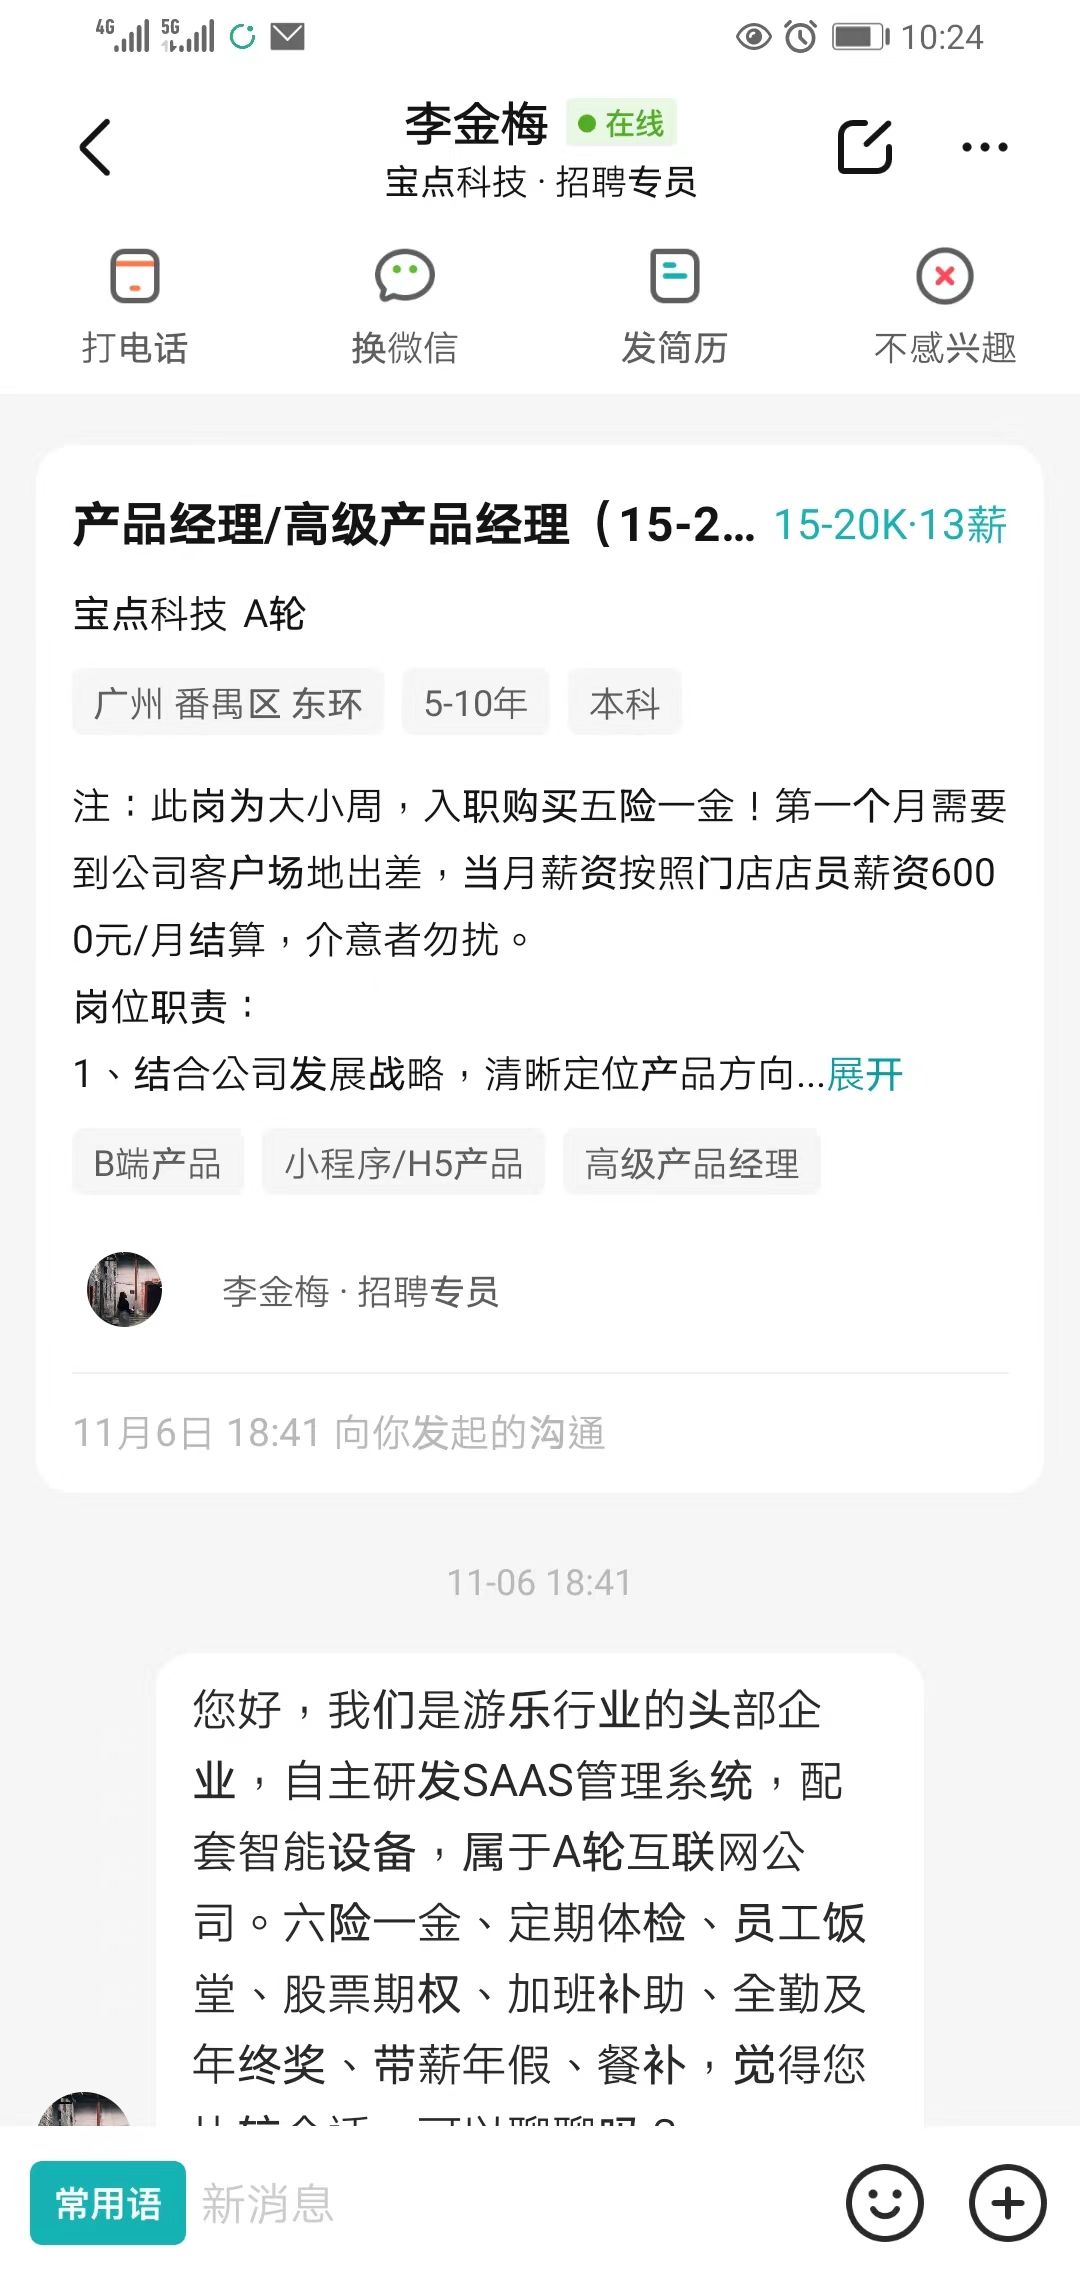 4G 5G 10:24
李金梅 在线
宝点科技 · 招聘专员
打电话 换微信 发简历 不感兴趣
产品经理/高级产品经理（15-2... 15-20K·13薪
宝点科技 A轮
广州 番禺区 东环 5-10年 本科
注：此岗为大小周，入职购买五险一金！第一个月需要
到公司客户场地出差，当月薪资按照门店店员薪资600
0元/月结算，介意者勿扰。
岗位职责：
1、结合公司发展战略，清晰定位产品方向...展开
B端产品 小程序/H5产品 高级产品经理
李金梅 · 招聘专员
11月6日 18:41 向你发起的沟通
11-06 18:41
您好，我们是游乐行业的头部企
业，自主研发SAAS管理系统，配
套智能设备，属于A轮互联网公
司。六险一金、定期体检、员工饭
堂、股票期权、加班补助、全勤及
年终奖、带薪年假、餐补，觉得您
常用语 新消息